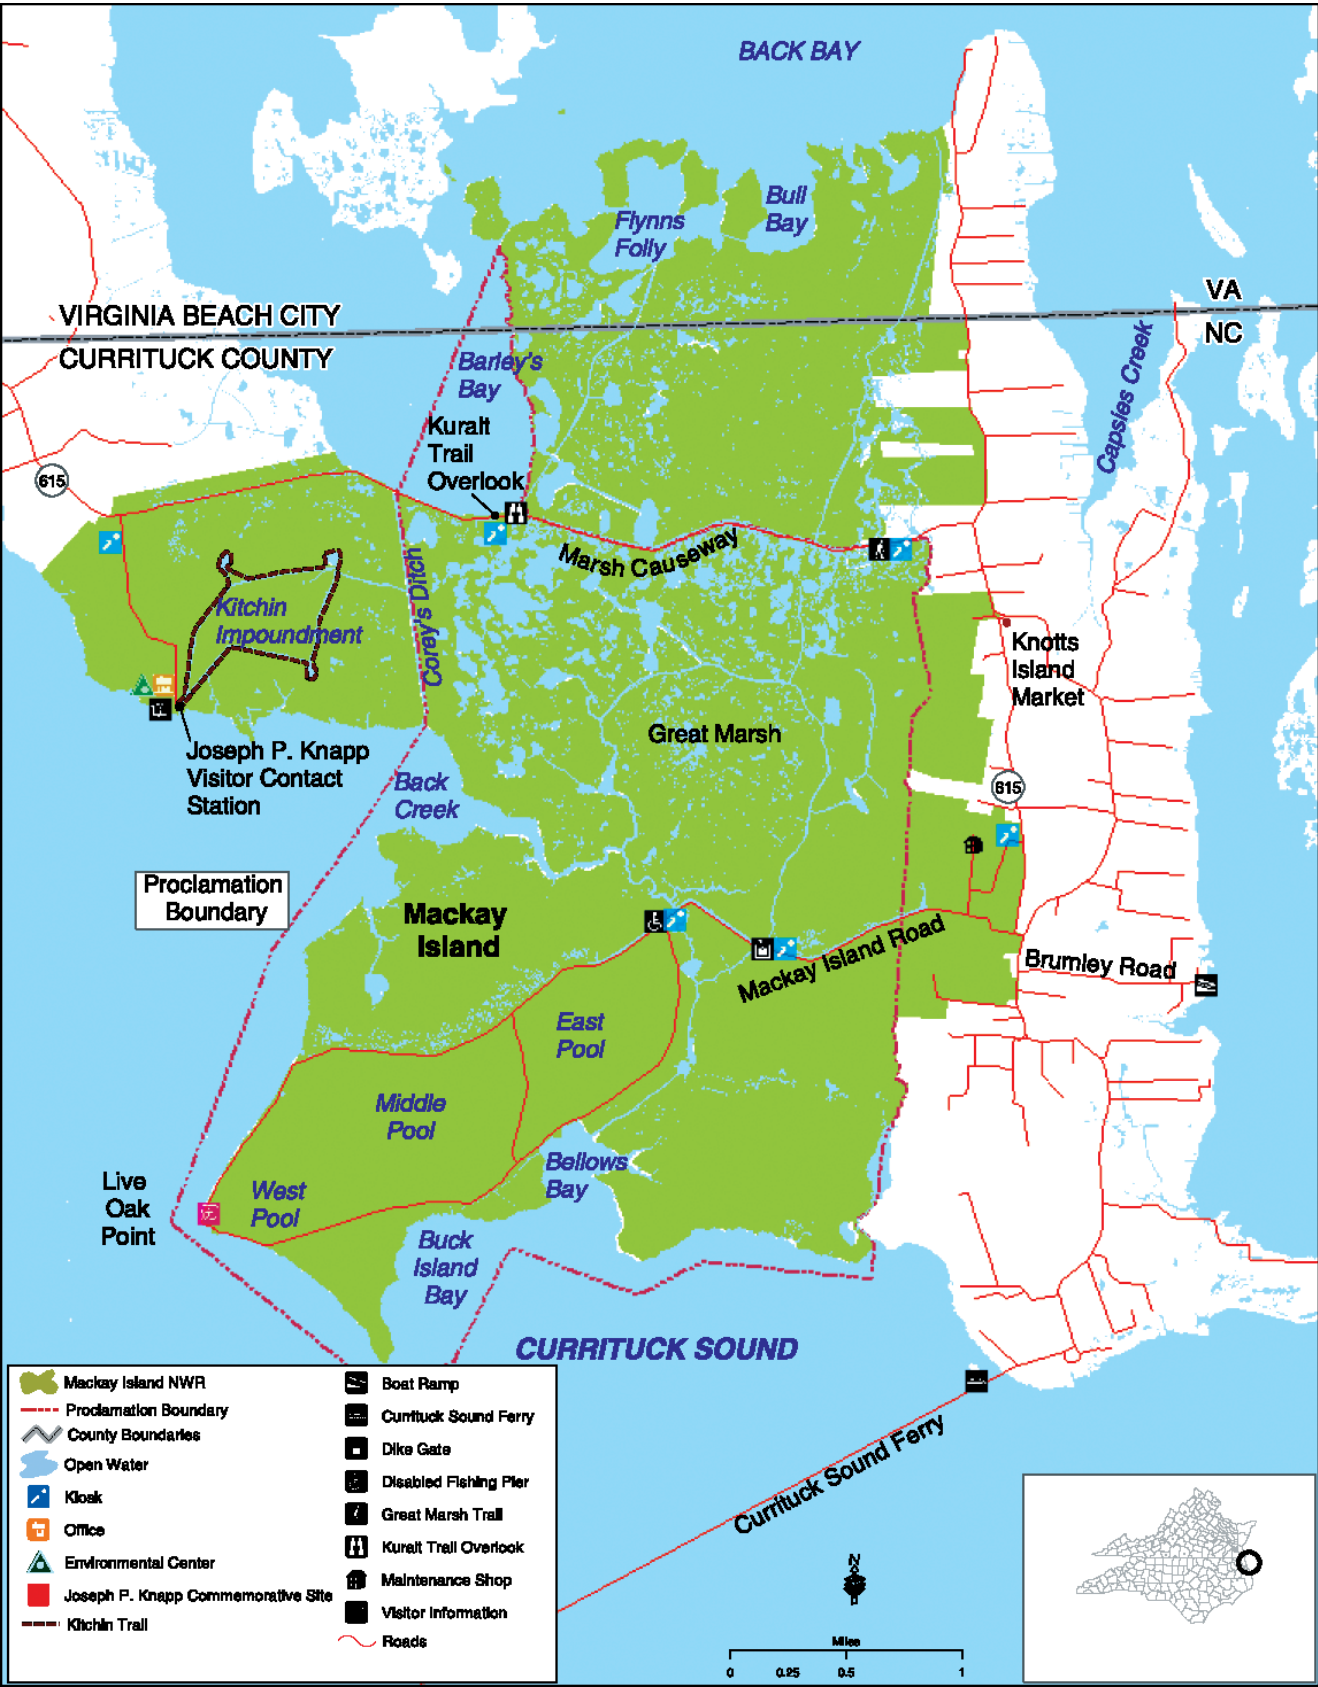 BACK BAY
Bull
Bay
Flynns
Folly
VIRGINIA BEACH CITY
CURRITUCK COUNTY
VA
NC
Barley's
Bay
Capsies Creek
Kuralt
Trail
Overlook
615
Marsh Causeway
Corey's Ditch
Kitchin
Impoundment
Knotts
Island
Market
Great Marsh
Joseph P. Knapp
Visitor Contact
Station
Back
Creek
615
Proclamation
Boundary
Mackay
Island
Mackay Island Road
Brumley Road
East
Pool
Middle
Pool
Bellows
Bay
Live
Oak
Point
West
Pool
Buck
Island
Bay
CURRITUCK SOUND
Currituck Sound Ferry
Mackay Island NWR
Proclamation Boundary
County Boundaries
Open Water
Kiosk
Office
Environmental Center
Joseph P. Knapp Commemorative Site
Kitchin Trail
Boat Ramp
Currituck Sound Ferry
Dike Gate
Disabled Fishing Pier
Great Marsh Trail
Kuralt Trail Overlook
Maintenance Shop
Visitor Information
Roads
N
Miles
0 0.25 0.5 1